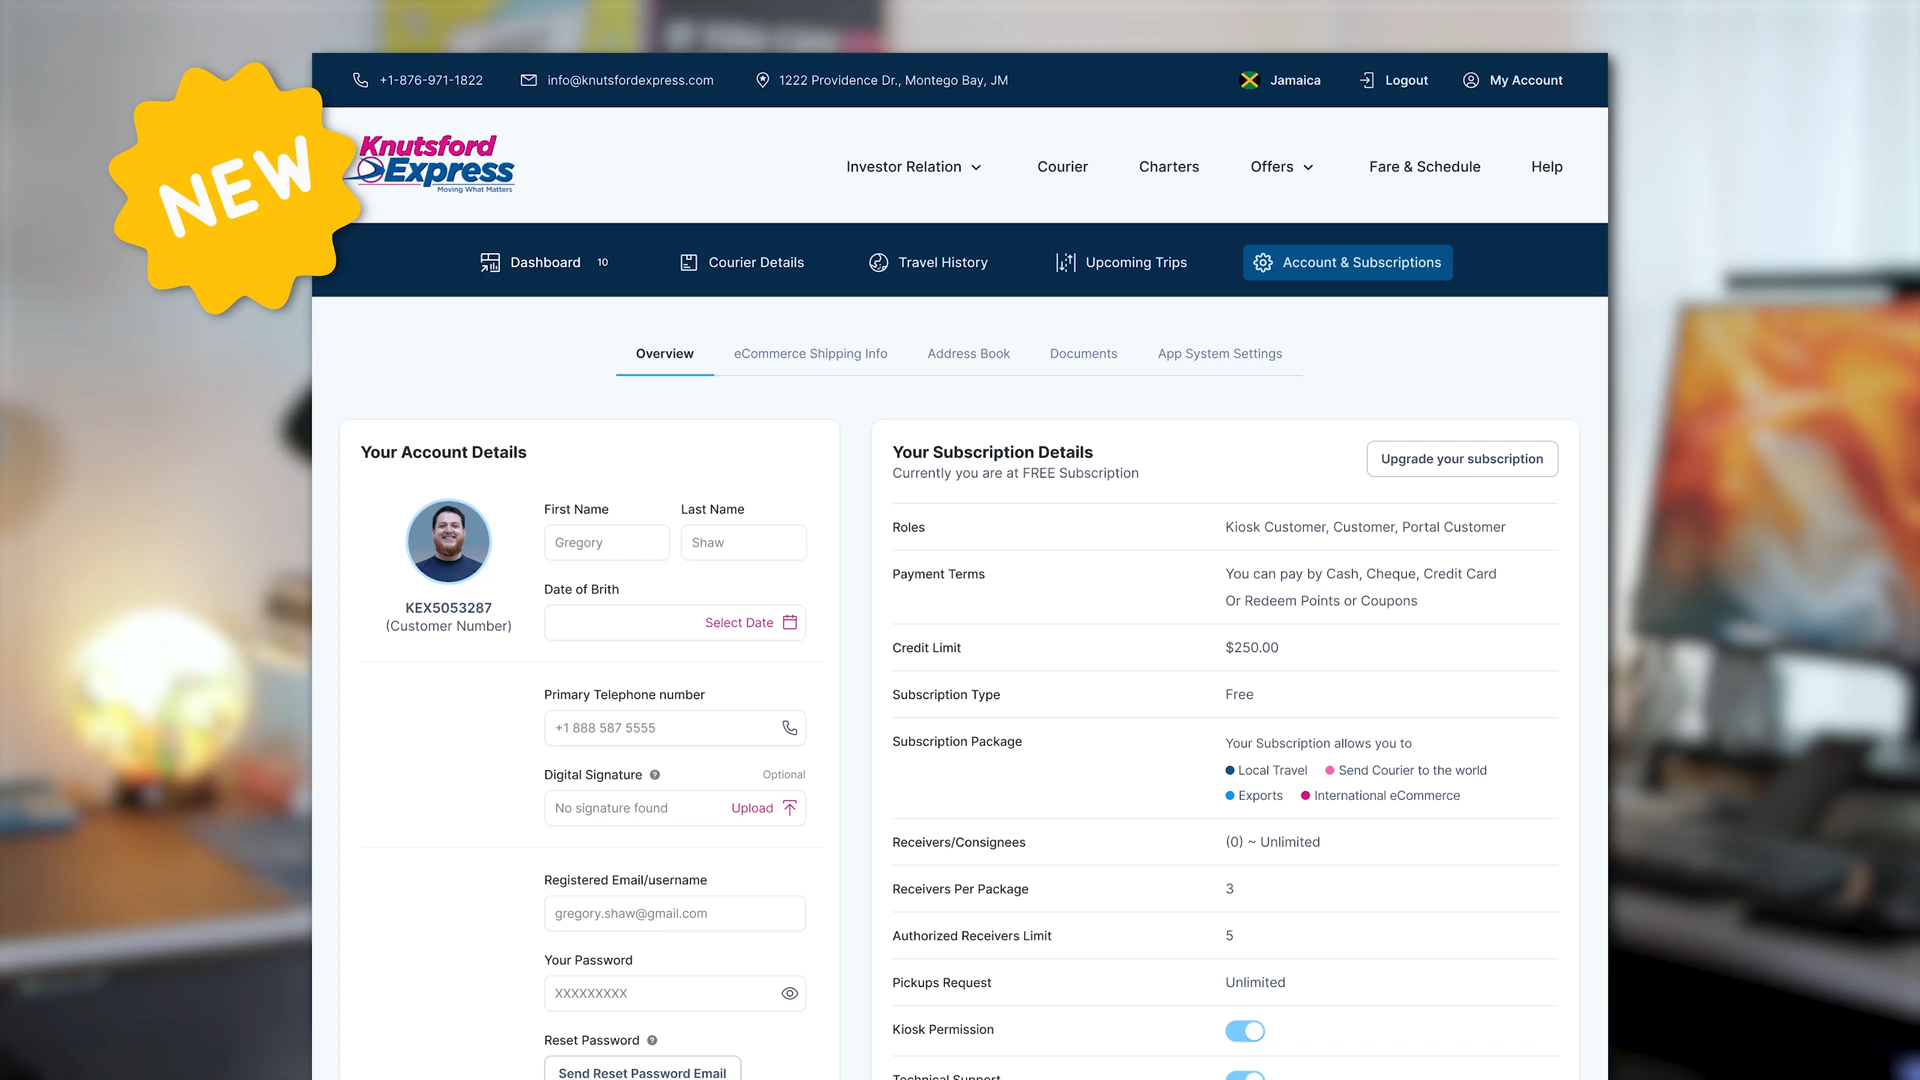 +1-876-971-1822
info@knutsfordexpress.com
1222 Providence Dr., Montego Bay, JM
Jamaica
Logout
My Account
NEW
Knutsford
Express
Moving What Matters
Investor Relation
Courier
Charters
Offers
Fare & Schedule
Help
Dashboard 10
Courier Details
Travel History
Upcoming Trips
Account & Subscriptions
Overview
eCommerce Shipping Info
Address Book
Documents
App System Settings
Your Account Details
First Name
Last Name
Gregory
Shaw
Date of Brith
Select Date
KEX5053287
(Customer Number)
Primary Telephone number
+1 888 587 5555
Digital Signature
Optional
No signature found
Upload
Registered Email/username
gregory.shaw@gmail.com
Your Password
XXXXXXXXX
Reset Password
Send Reset Password Email
Your Subscription Details
Currently you are at FREE Subscription
Upgrade your subscription
Roles
Kiosk Customer, Customer, Portal Customer
Payment Terms
You can pay by Cash, Cheque, Credit Card
Or Redeem Points or Coupons
Credit Limit
$250.00
Subscription Type
Free
Subscription Package
Your Subscription allows you to
Local Travel
Send Courier to the world
Exports
International eCommerce
Receivers/Consignees
(0) ~ Unlimited
Receivers Per Package
3
Authorized Receivers Limit
5
Pickups Request
Unlimited
Kiosk Permission
Technical Support